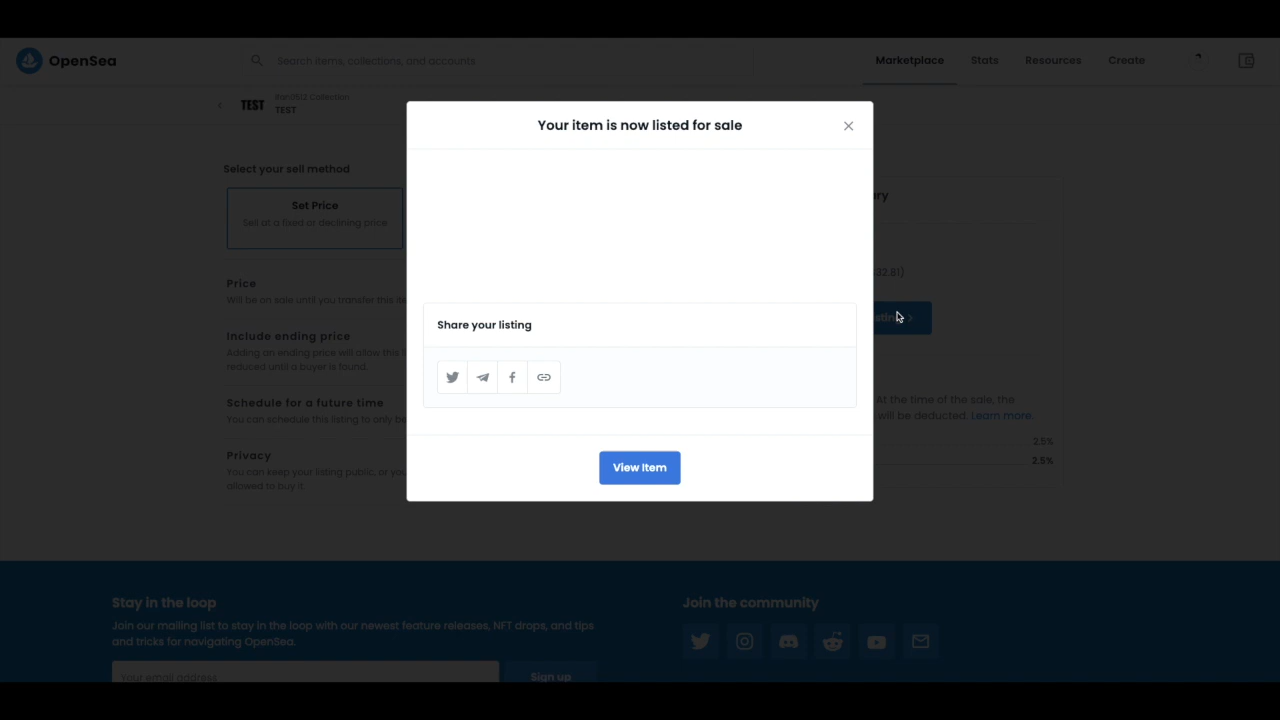 OpenSea
Search items, collections, and accounts
Marketplace
Stats
Resources
Create
TEST
Collection
TEST
Your item is now listed for sale
Select your sell method
Set Price
Sell at a fixed or declining price
Price
Will be on sale until you transfer this
Include ending price
Adding an ending price will allow this
reduced until a buyer is found.
Schedule for a future time
You can schedule this listing to only be
Privacy
You can keep your listing public, or you
allowed to buy it
Share your listing
View Item
32.81)
At the time of the sale, the
will be deducted. Learn more.
2.5%
2.5%
Stay in the loop
Join our mailing list to stay in the loop with our newest feature releases, NFT drops, and tips
and tricks for navigating OpenSea.
Your email address
Sign up
Join the community